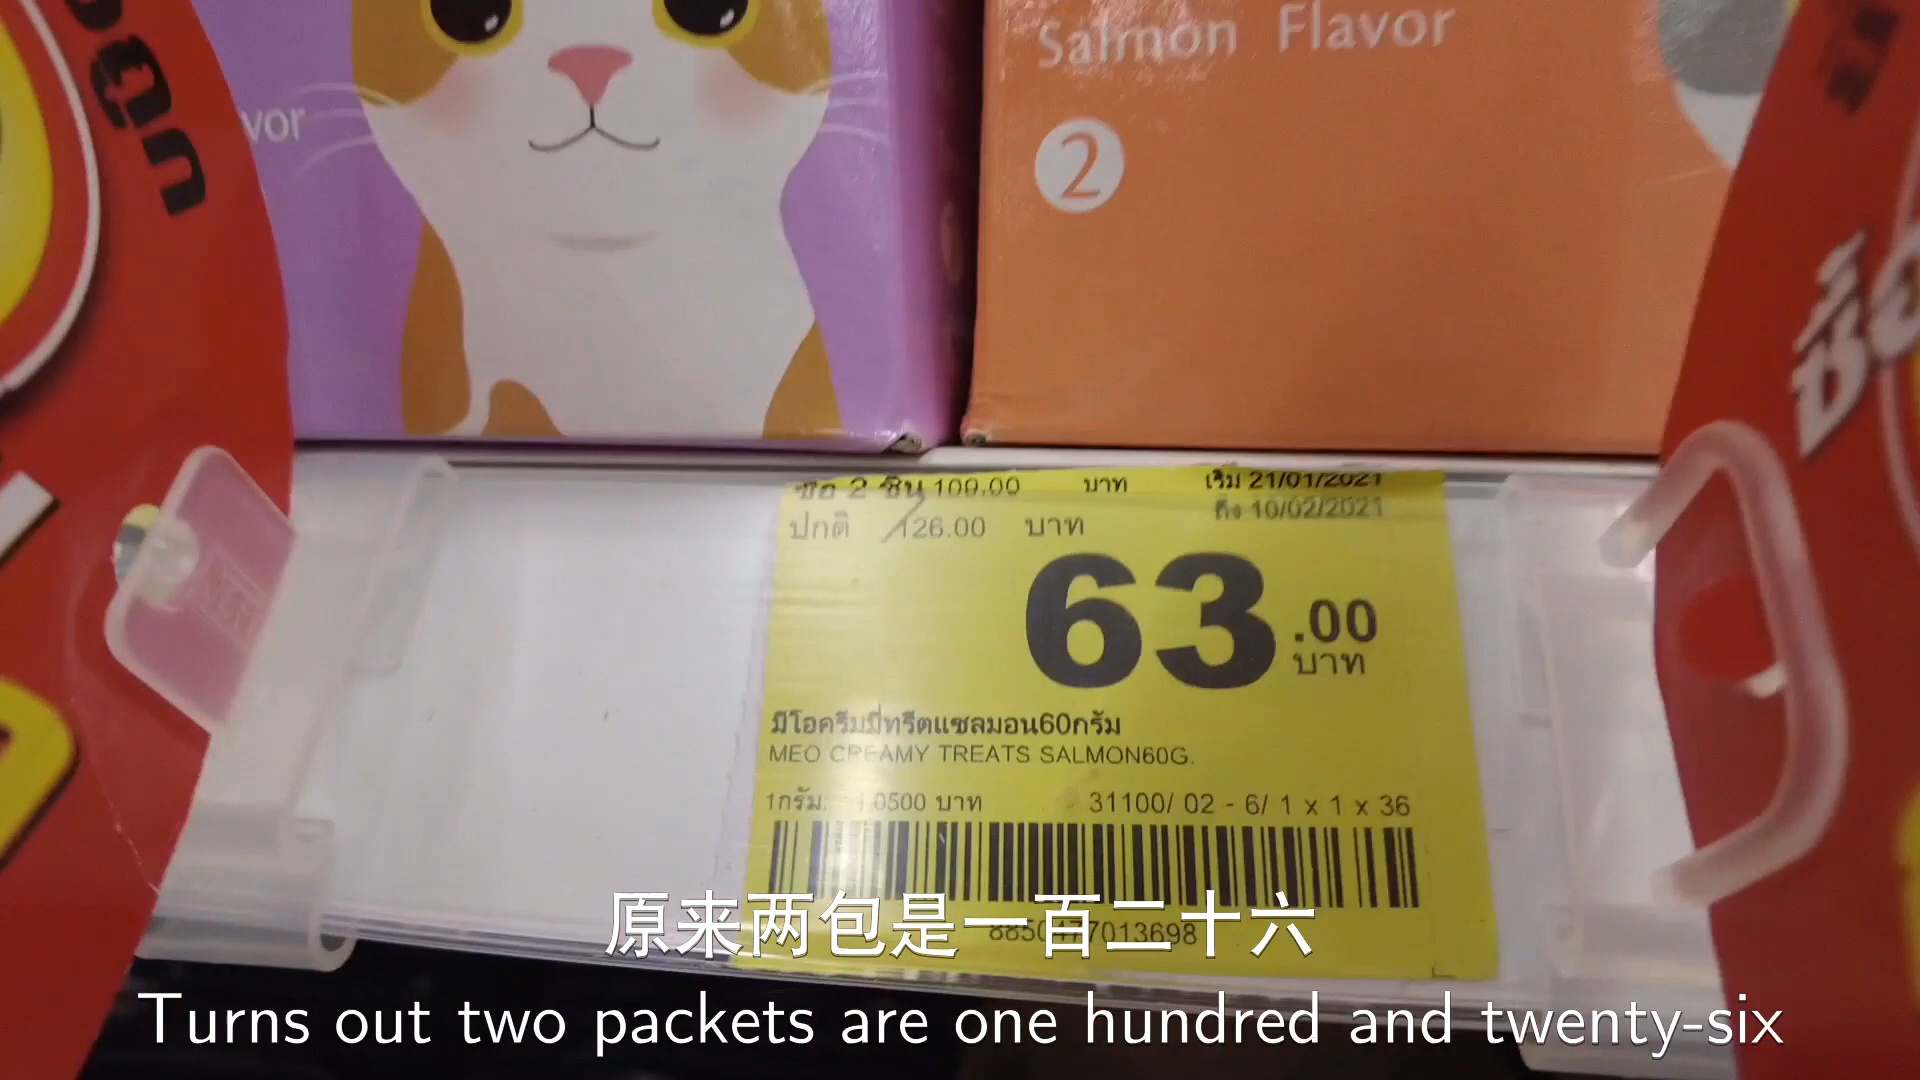 vor
Salmon Flavor
2
ซื้อ 2 ชิ้น 109.00 บาท เริ่ม 21/01/2021
ปกติ 126.00 บาท ถึง 10/02/2021
63.00
บาท
มีโอครีมมี่ทรีตแซลมอน60กรัม
MEO CREAMY TREATS SALMON60G.
1กรัม: 1.0500 บาท 31100/ 02 - 6/ 1 x 1 x 36
原来两包是一百二十六
Turns out two packets are one hundred and twenty-six